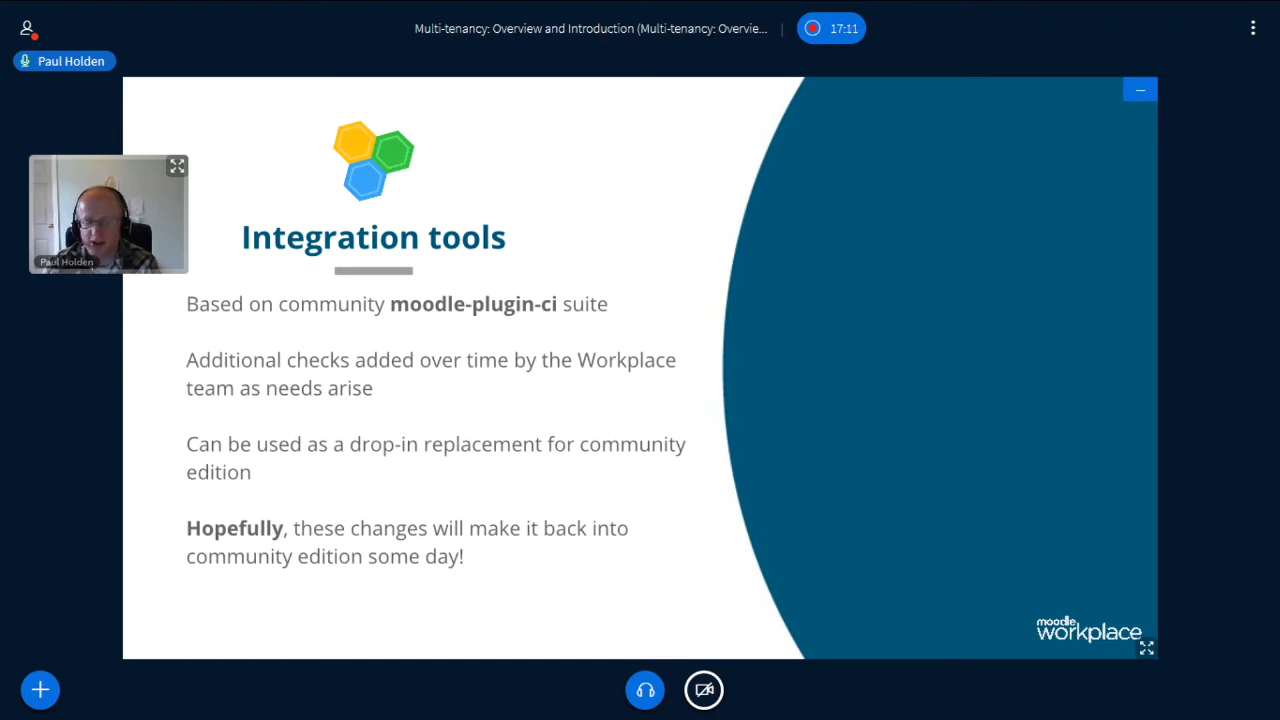 Multi-tenancy: Overview and Introduction (Multi-tenancy: Overvie...
17:11
Paul Holden
Paul Holden
Integration tools
Based on community moodle-plugin-ci suite
Additional checks added over time by the Workplace
team as needs arise
Can be used as a drop-in replacement for community
edition
Hopefully, these changes will make it back into
community edition some day!
moodle
workplace